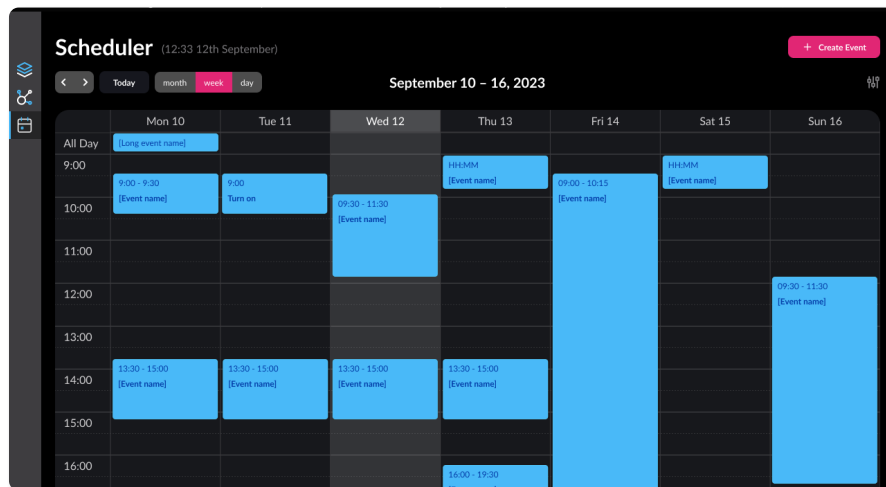 Scheduler (12:33 12th September)
+ Create Event
< > Today month week day
September 10 – 16, 2023
Mon 10 Tue 11 Wed 12 Thu 13 Fri 14 Sat 15 Sun 16
All Day [Long event name]
9:00
HH:MM
[Event name]
HH:MM
[Event name]
9:00 - 9:30
[Event name]
9:00
Turn on
09:00 - 10:15
[Event name]
09:30 - 11:30
[Event name]
10:00
11:00
12:00
09:30 - 11:30
[Event name]
13:00
13:30 - 15:00
[Event name]
13:30 - 15:00
[Event name]
13:30 - 15:00
[Event name]
13:30 - 15:00
[Event name]
14:00
15:00
16:00
16:00 - 19:30